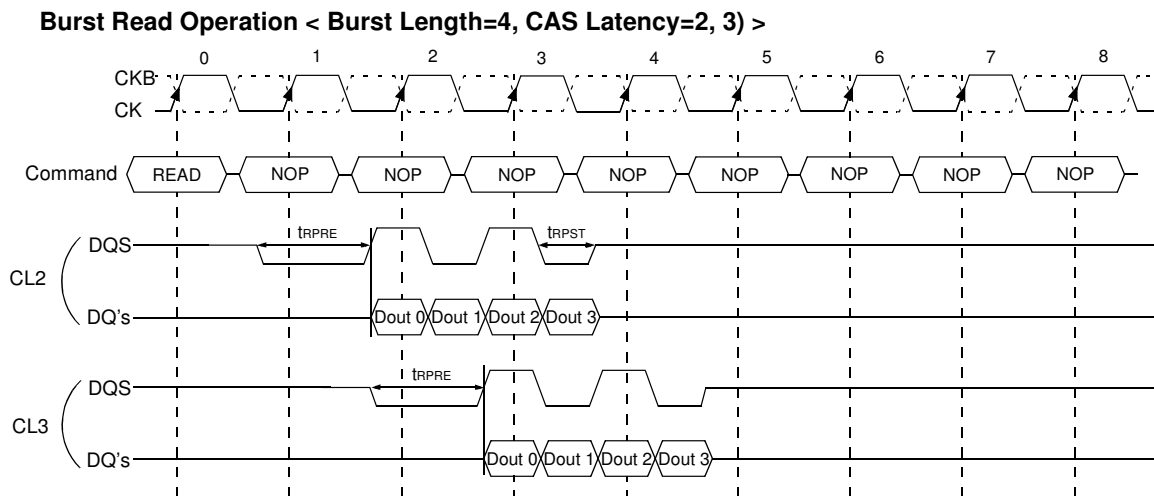 Burst Read Operation < Burst Length=4, CAS Latency=2, 3) >
0 1 2 3 4 5 6 7 8
CKB
CK
Command READ NOP NOP NOP NOP NOP NOP NOP NOP
DQS tRPRE tRPST
CL2
DQ's Dout 0 Dout 1 Dout 2 Dout 3
DQS tRPRE
CL3
DQ's Dout 0 Dout 1 Dout 2 Dout 3